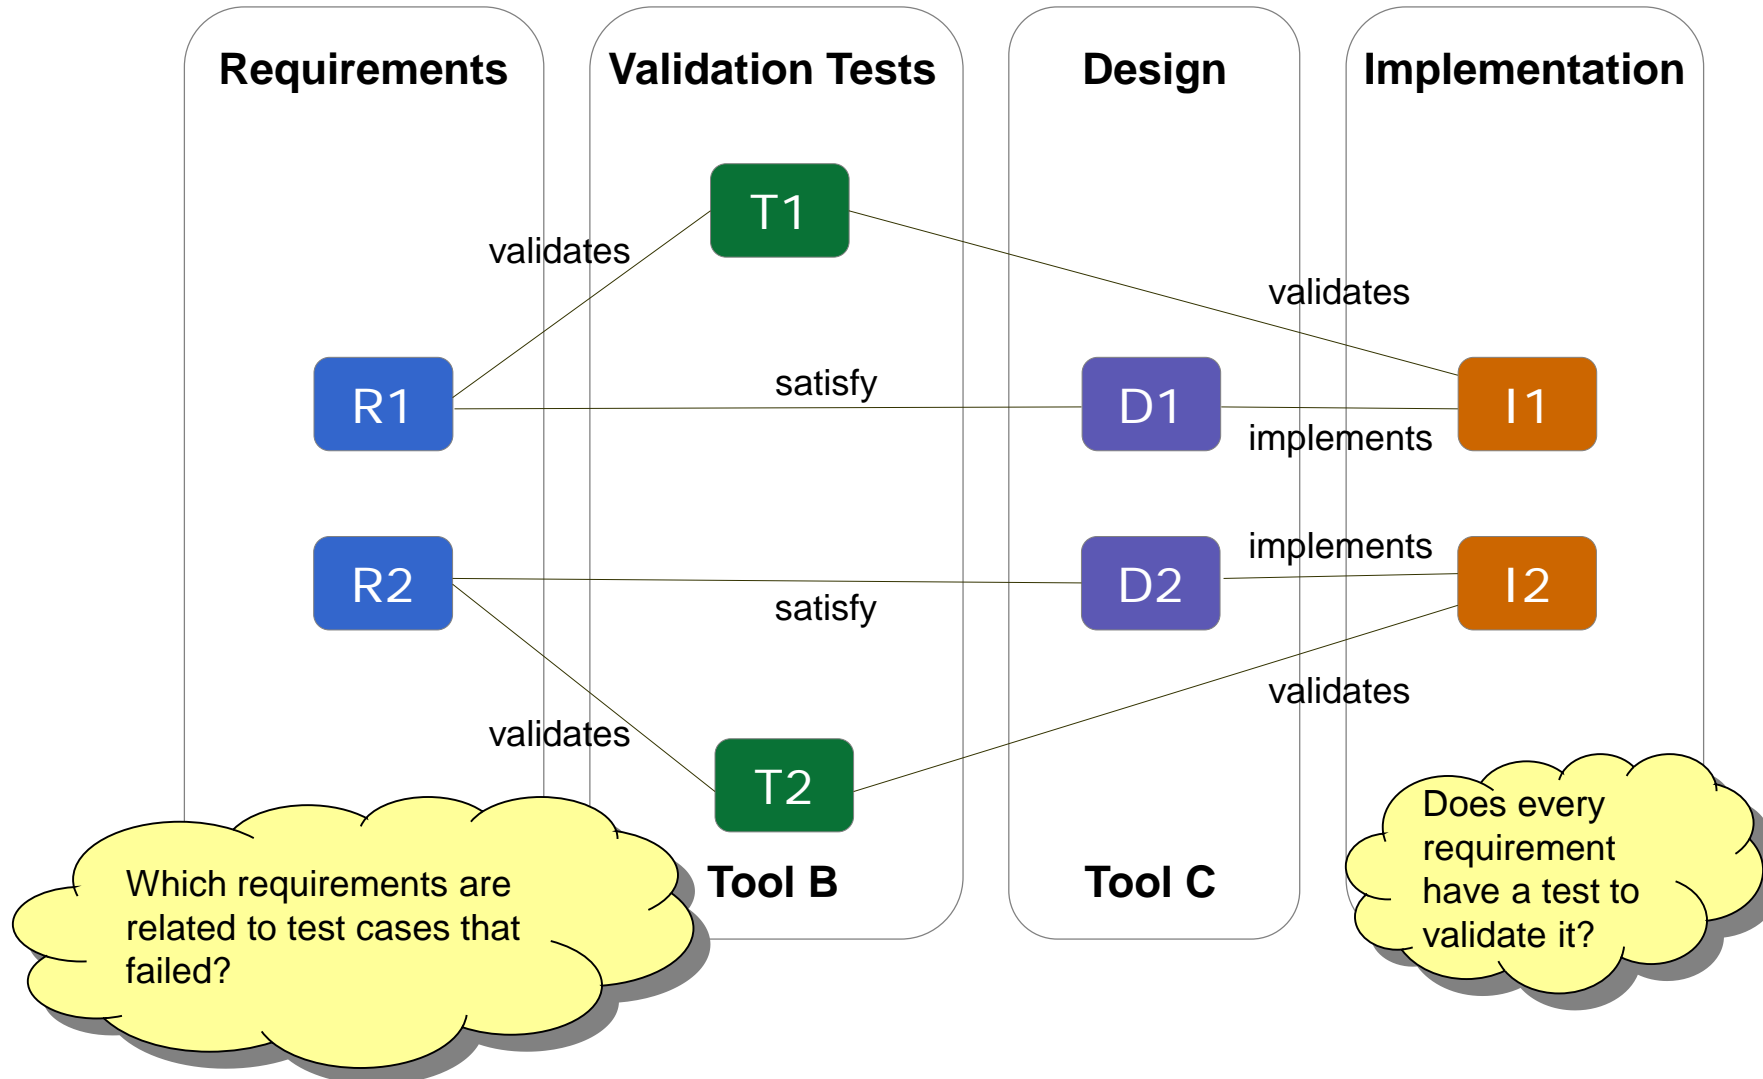 Requirements
Validation Tests
Design
Implementation
T1
validates
validates
R1
satisfy
D1
I1
implements
implements
R2
D2
I2
satisfy
validates
validates
T2
Does every
requirement
have a test to
validate it?
Which requirements are
related to test cases that
failed?
Tool B
Tool C